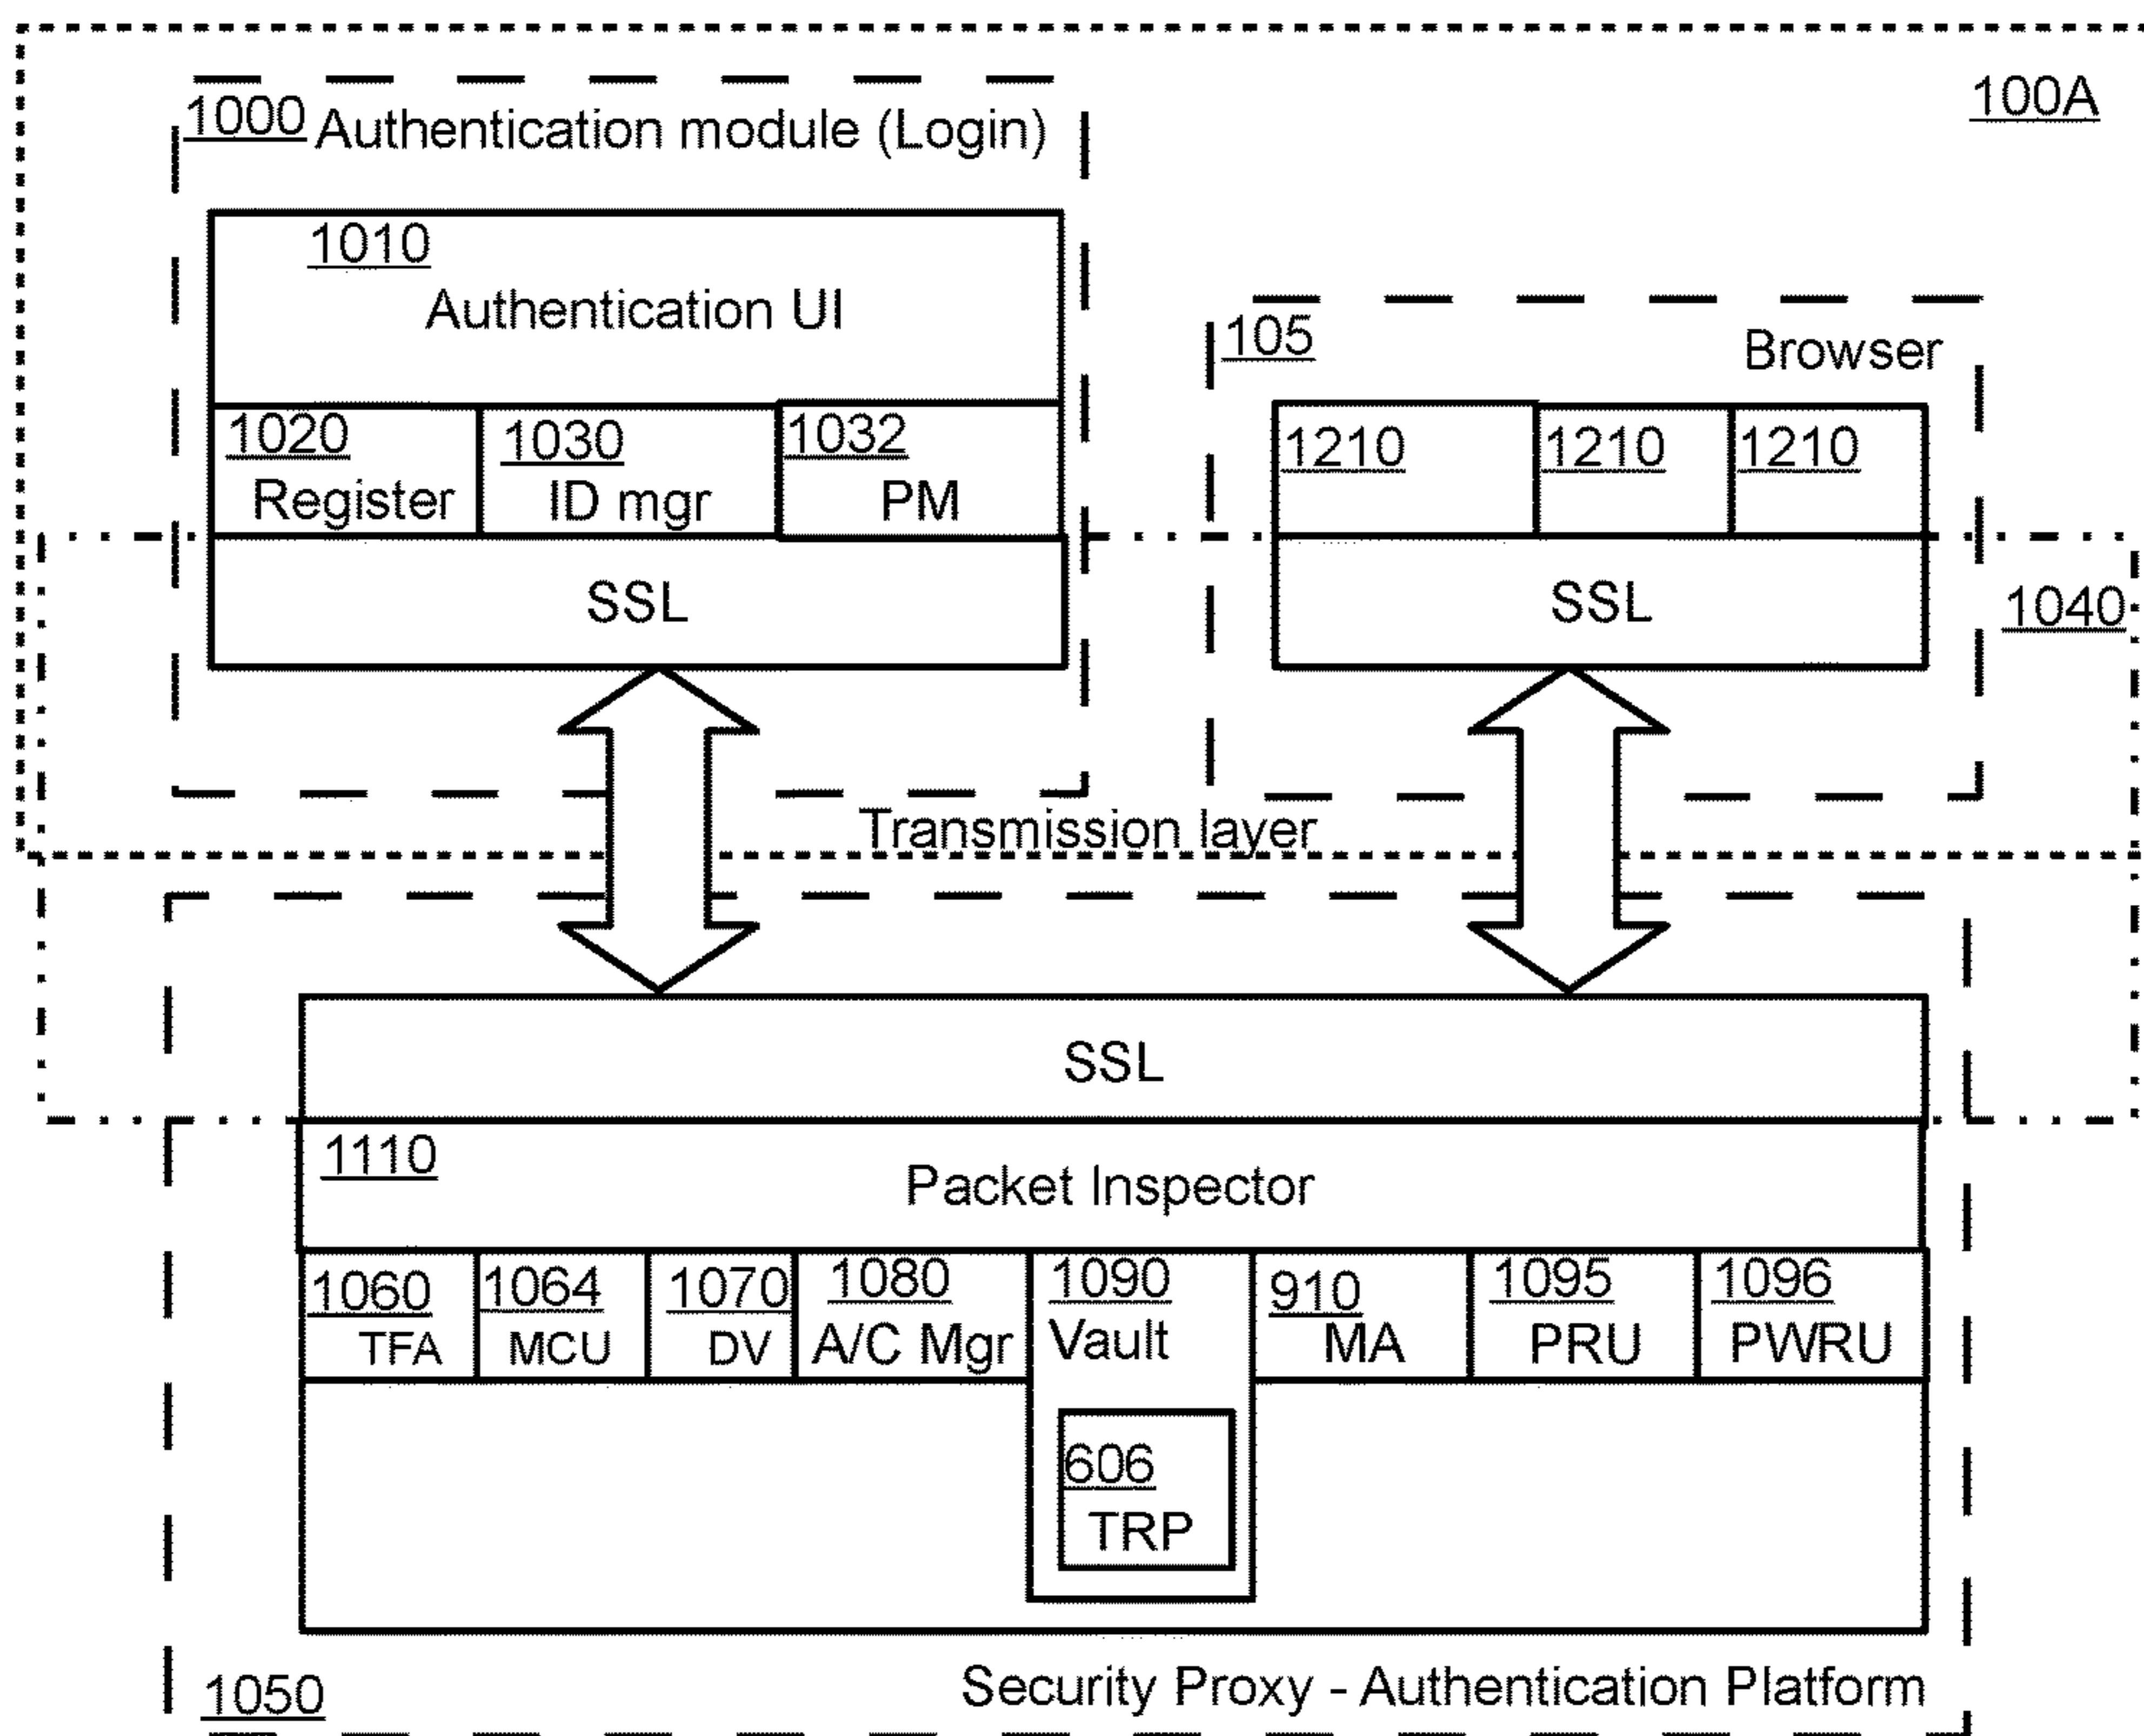 100A
1000 Authentication module (Login)
1010
Authentication UI
105
Browser
1020 1030 1032
Register ID mgr PM
1210 1210 1210
SSL
SSL
1040
Transmission layer
SSL
1110
Packet Inspector
1060 1064 1070 1080 1090 910 1095 1096
TFA MCU DV A/C Mgr Vault MA PRU PWRU
606
TRP
1050
Security Proxy - Authentication Platform